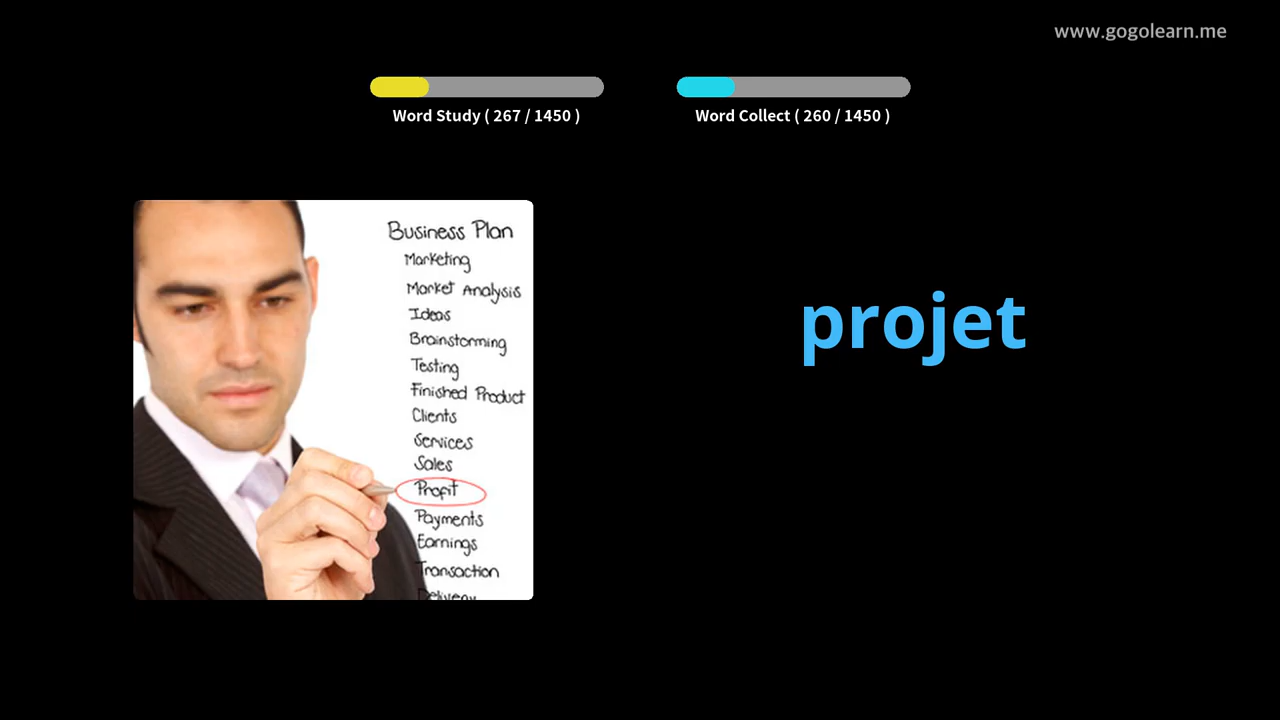 www.gogolearn.me
Word Study ( 267 / 1450 )
Word Collect ( 260 / 1450 )
Business Plan
Marketing
Market Analysis
Ideas
Brainstorming
Testing
Finished Product
Clients
Services
Sales
Profit
Payments
Earnings
Transaction
Delivery
projet